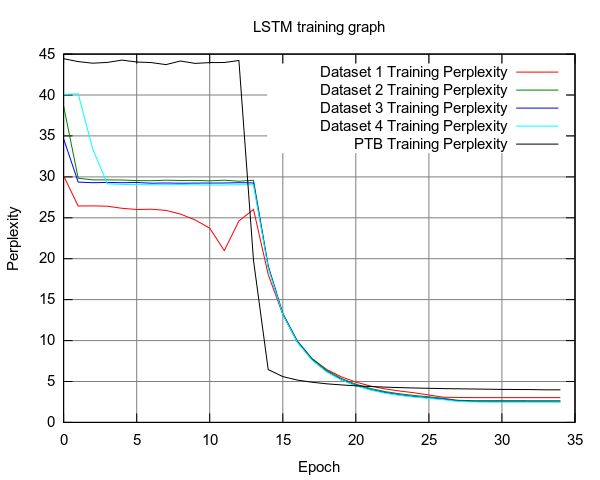 LSTM training graph
Dataset 1 Training Perplexity
Dataset 2 Training Perplexity
Dataset 3 Training Perplexity
Dataset 4 Training Perplexity
PTB Training Perplexity
Perplexity
45
40
35
30
25
20
15
10
5
0
0 5 10 15 20 25 30 35
Epoch